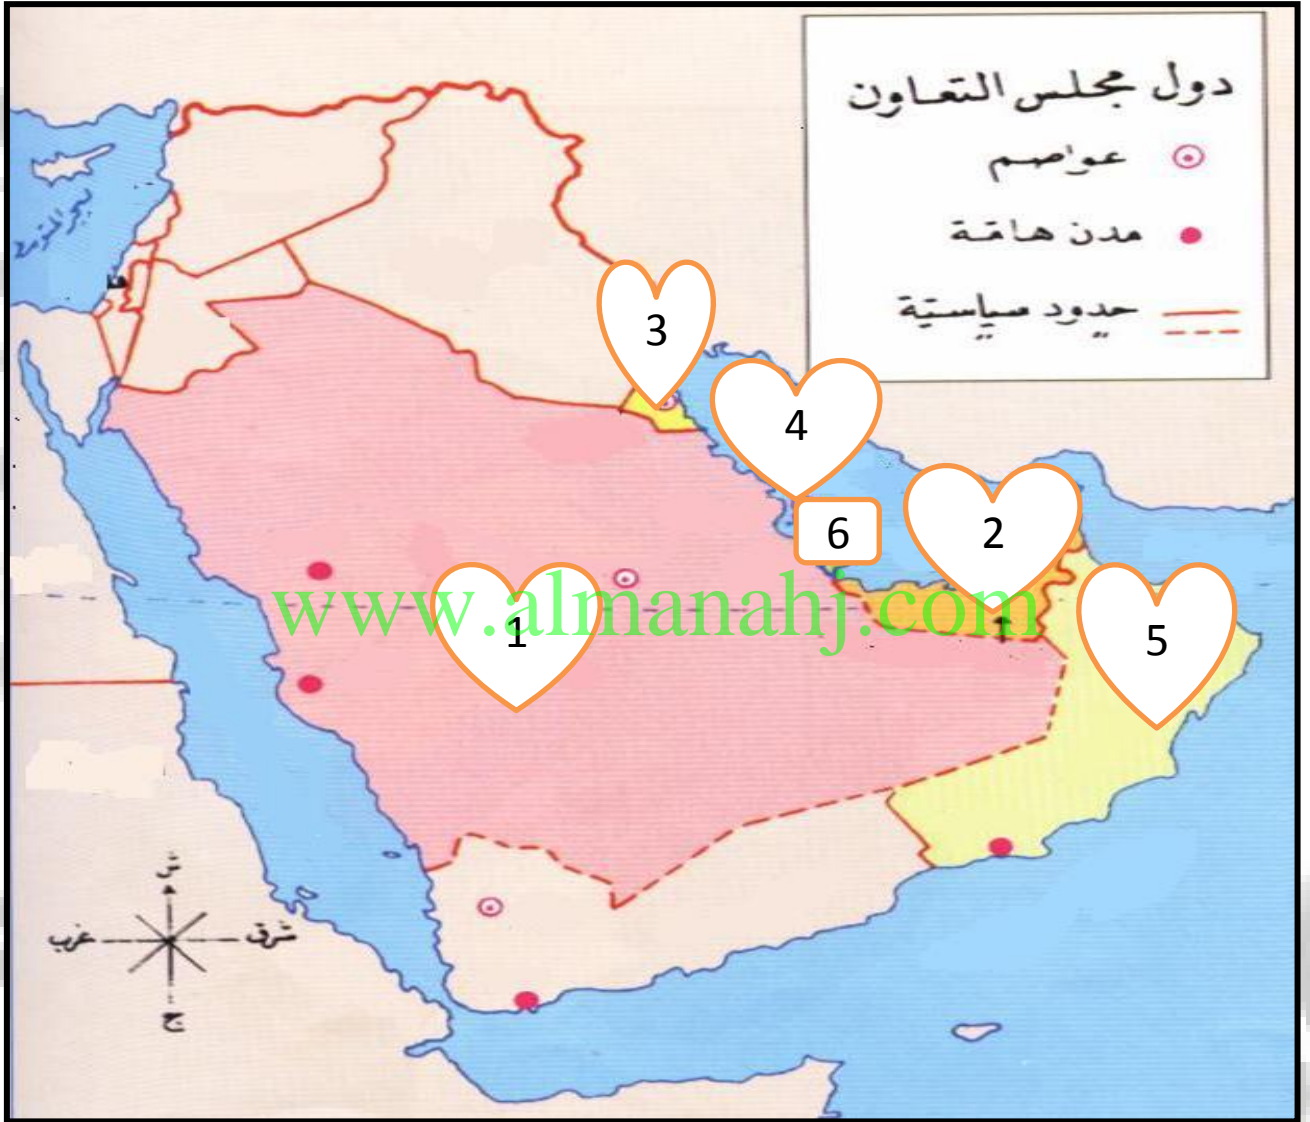 دول مجلس التعاون
عواصم
مدن هامة
حدود سياسية
3
4
6
2
www.almanahj.com
1
5
غرب
شرق
ج